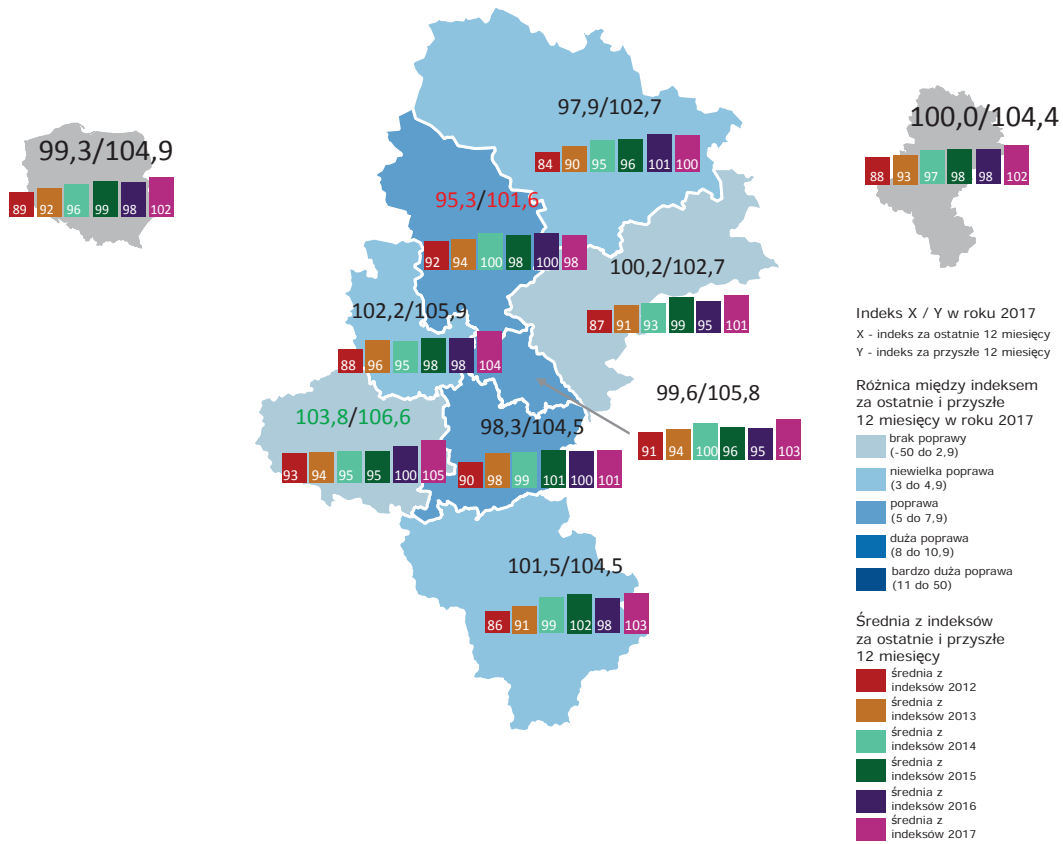 97,9/102,7
84 90 95 96 101 100
99,3/104,9
89 92 96 99 98 102
100,0/104,4
88 93 97 98 98 102
95,3/101,6
92 94 100 98 100 98
100,2/102,7
87 91 93 99 95 101
102,2/105,9
88 96 95 98 98 104
99,6/105,8
91 94 100 96 95 103
103,8/106,6
93 94 95 95 100 105
98,3/104,5
90 98 99 101 100 101
101,5/104,5
86 91 99 102 98 103
Indeks X / Y w roku 2017
X - indeks za ostatnie 12 miesięcy
Y - indeks za przyszłe 12 miesięcy
Różnica między indeksem
za ostatnie i przyszłe
12 miesięcy w roku 2017
brak poprawy
(-50 do 2,9)
niewielka poprawa
(3 do 4,9)
poprawa
(5 do 7,9)
duża poprawa
(8 do 10,9)
bardzo duża poprawa
(11 do 50)
Średnia z indeksów
za ostatnie i przyszłe
12 miesięcy
średnia z
indeksów 2012
średnia z
indeksów 2013
średnia z
indeksów 2014
średnia z
indeksów 2015
średnia z
indeksów 2016
średnia z
indeksów 2017